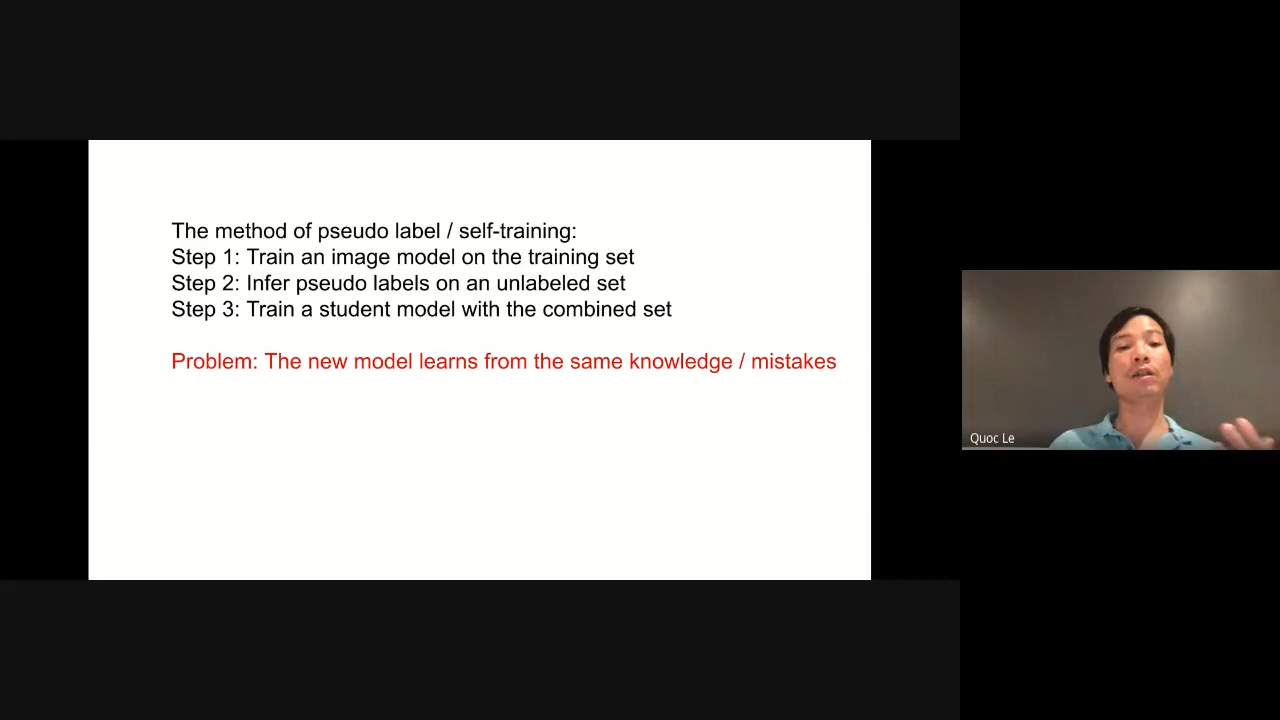 The method of pseudo label / self-training:
Step 1: Train an image model on the training set
Step 2: Infer pseudo labels on an unlabeled set
Step 3: Train a student model with the combined set
Problem: The new model learns from the same knowledge / mistakes
Quoc Le